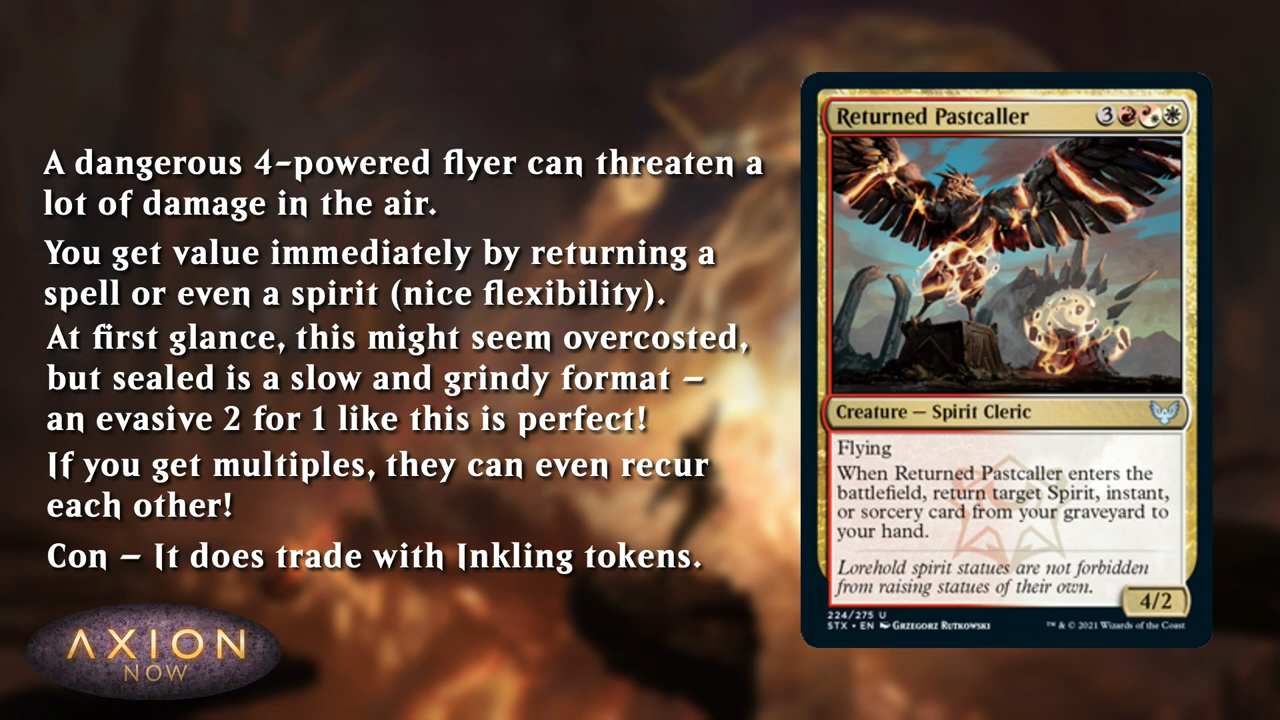 A dangerous 4-powered flyer can threaten a
lot of damage in the air.
You get value immediately by returning a
spell or even a spirit (nice flexibility).
At first glance, this might seem overcosted,
but sealed is a slow and grindy format –
an evasive 2 for 1 like this is perfect!
If you get multiples, they can even recur
each other!
Con – It does trade with Inkling tokens.
AXION
NOW
Returned Pastcaller
3
Creature — Spirit Cleric
Flying
When Returned Pastcaller enters the
battlefield, return target Spirit, instant,
or sorcery card from your graveyard to
your hand.
Lorehold spirit statues are not forbidden
from raising statues of their own.
4/2
224/275 U
STX • EN Grzegorz Rutkowski
™ & © 2021 Wizards of the Coast